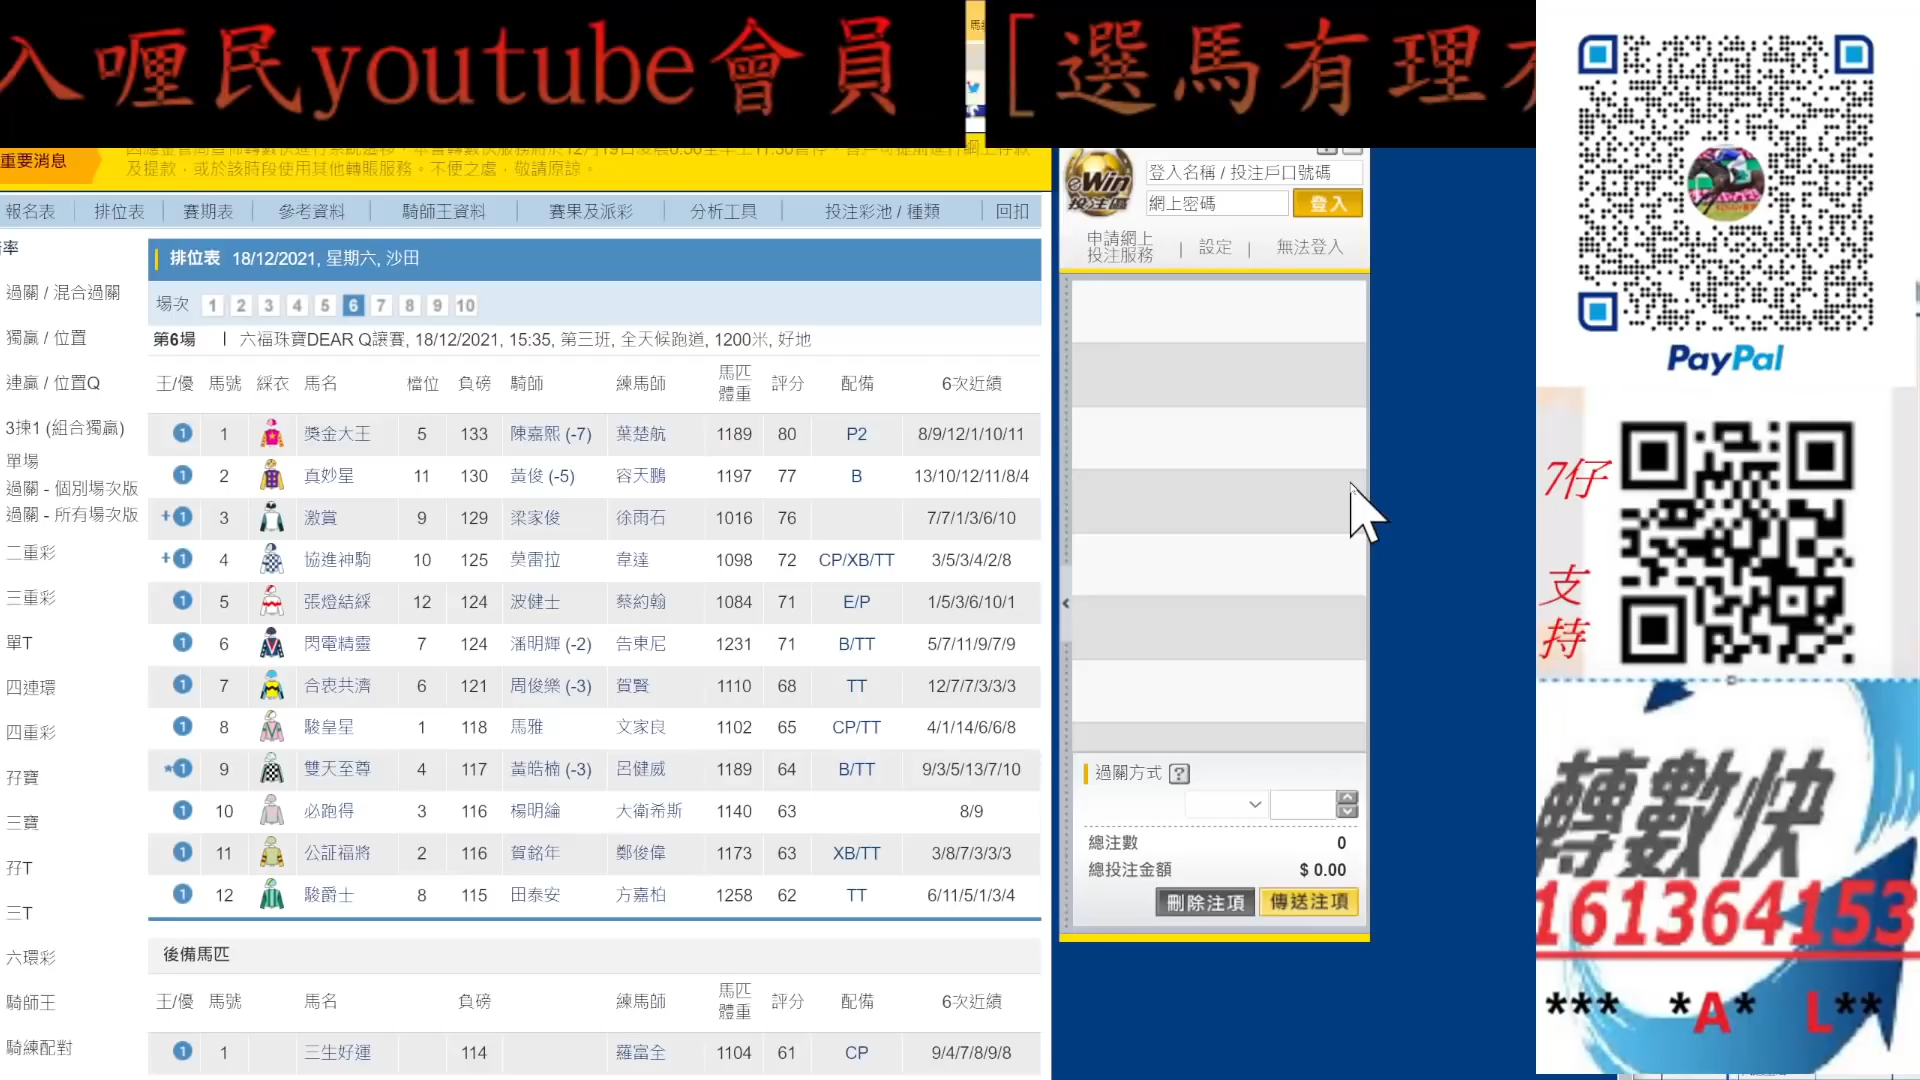 入喱民youtube會員
[選馬有理
重要消息
及提款，或於該時段使用其他轉賬服務。不便之處，敬請原諒。
報名表 排位表 賽期表 參考資料 騎師王資料 賽果及派彩 分析工具 投注彩池 / 種類 回扣
率
過關 / 混合過關
獨贏 / 位置
連贏 / 位置Q
3揀1 (組合獨贏)
單場
過關 - 個別場次版
過關 - 所有場次版
二重彩
三重彩
單T
四連環
四重彩
孖寶
三寶
孖T
三T
六環彩
騎師王
騎練配對
排位表 18/12/2021, 星期六, 沙田
場次 1 2 3 4 5 6 7 8 9 10
第6場 | 六福珠寶DEAR Q讓賽, 18/12/2021, 15:35, 第三班, 全天候跑道, 1200米, 好地
王/優 馬號 綵衣 馬名 檔位 負磅 騎師 練馬師 馬匹體重 評分 配備 6次近績
1 1 獎金大王 5 133 陳嘉熙 (-7) 葉楚航 1189 80 P2 8/9/12/1/10/11
1 2 真妙星 11 130 黃俊 (-5) 容天鵬 1197 77 B 13/10/12/11/8/4
+1 3 激賞 9 129 梁家俊 徐雨石 1016 76 7/7/1/3/6/10
+1 4 協進神駒 10 125 莫雷拉 韋達 1098 72 CP/XB/TT 3/5/3/4/2/8
1 5 張燈結綵 12 124 波健士 蔡約翰 1084 71 E/P 1/5/3/6/10/1
1 6 閃電精靈 7 124 潘明輝 (-2) 告東尼 1231 71 B/TT 5/7/11/9/7/9
1 7 合衷共濟 6 121 周俊樂 (-3) 賀賢 1110 68 TT 12/7/7/3/3/3
1 8 駿皇星 1 118 馬雅 文家良 1102 65 CP/TT 4/1/14/6/6/8
*1 9 雙天至尊 4 117 黃皓楠 (-3) 呂健威 1189 64 B/TT 9/3/5/13/7/10
1 10 必跑得 3 116 楊明綸 大衛希斯 1140 63 8/9
1 11 公証福將 2 116 賀銘年 鄭俊偉 1173 63 XB/TT 3/8/7/3/3/3
1 12 駿爵士 8 115 田泰安 方嘉柏 1258 62 TT 6/11/5/1/3/4
後備馬匹
王/優 馬號 馬名 負磅 練馬師 馬匹體重 評分 配備 6次近績
1 1 三生好運 114 羅富全 1104 61 CP 9/4/7/8/9/8
eWin
投注區
登入名稱 / 投注戶口號碼
網上密碼 登入
申請網上投注服務 | 設定 | 無法登入
過關方式 ?
總注數 0
總投注金額 $ 0.00
刪除注項 傳送注項
PayPal
7仔
支
持
轉數快
161364153
*** *A* L**